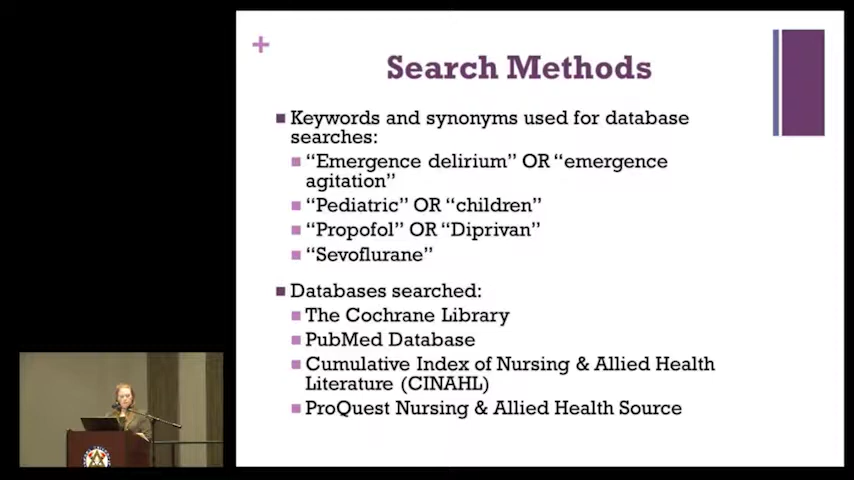 +
Search Methods
Keywords and synonyms used for database
searches:
"Emergence delirium" OR "emergence
agitation"
"Pediatric" OR "children"
"Propofol" OR "Diprivan"
"Sevoflurane"
Databases searched:
The Cochrane Library
PubMed Database
Cumulative Index of Nursing & Allied Health
Literature (CINAHL)
ProQuest Nursing & Allied Health Source